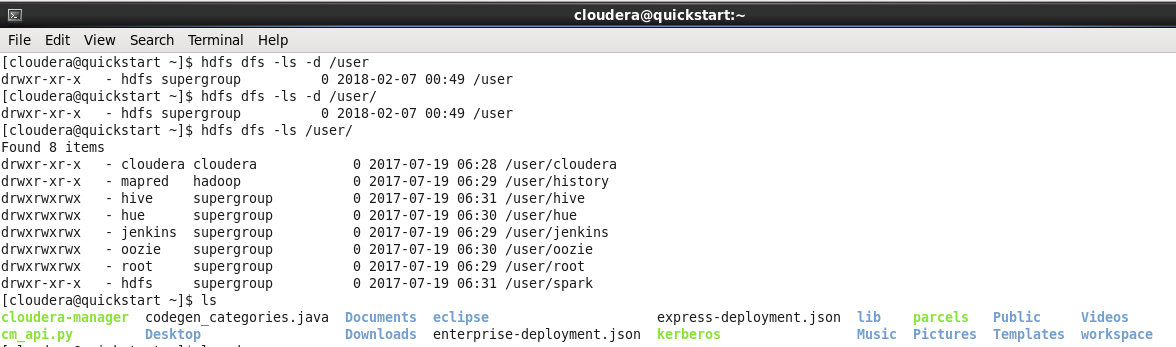 cloudera@quickstart:~
File Edit View Search Terminal Help
[cloudera@quickstart ~]$ hdfs dfs -ls -d /user
drwxr-xr-x   - hdfs supergroup          0 2018-02-07 00:49 /user
[cloudera@quickstart ~]$ hdfs dfs -ls -d /user/
drwxr-xr-x   - hdfs supergroup          0 2018-02-07 00:49 /user
[cloudera@quickstart ~]$ hdfs dfs -ls /user/
Found 8 items
drwxr-xr-x   - cloudera cloudera            0 2017-07-19 06:28 /user/cloudera
drwxr-xr-x   - mapred   hadoop              0 2017-07-19 06:29 /user/history
drwxrwxrwx   - hive     supergroup          0 2017-07-19 06:31 /user/hive
drwxrwxrwx   - hue      supergroup          0 2017-07-19 06:30 /user/hue
drwxrwxrwx   - jenkins  supergroup          0 2017-07-19 06:29 /user/jenkins
drwxrwxrwx   - oozie    supergroup          0 2017-07-19 06:30 /user/oozie
drwxrwxrwx   - root     supergroup          0 2017-07-19 06:29 /user/root
drwxr-xr-x   - hdfs     supergroup          0 2017-07-19 06:31 /user/spark
[cloudera@quickstart ~]$ ls
cloudera-manager  codegen_categories.java  Documents  eclipse                     express-deployment.json  lib    parcels   Public     Videos
cm_api.py         Desktop                  Downloads  enterprise-deployment.json  kerberos                 Music  Pictures  Templates  workspace